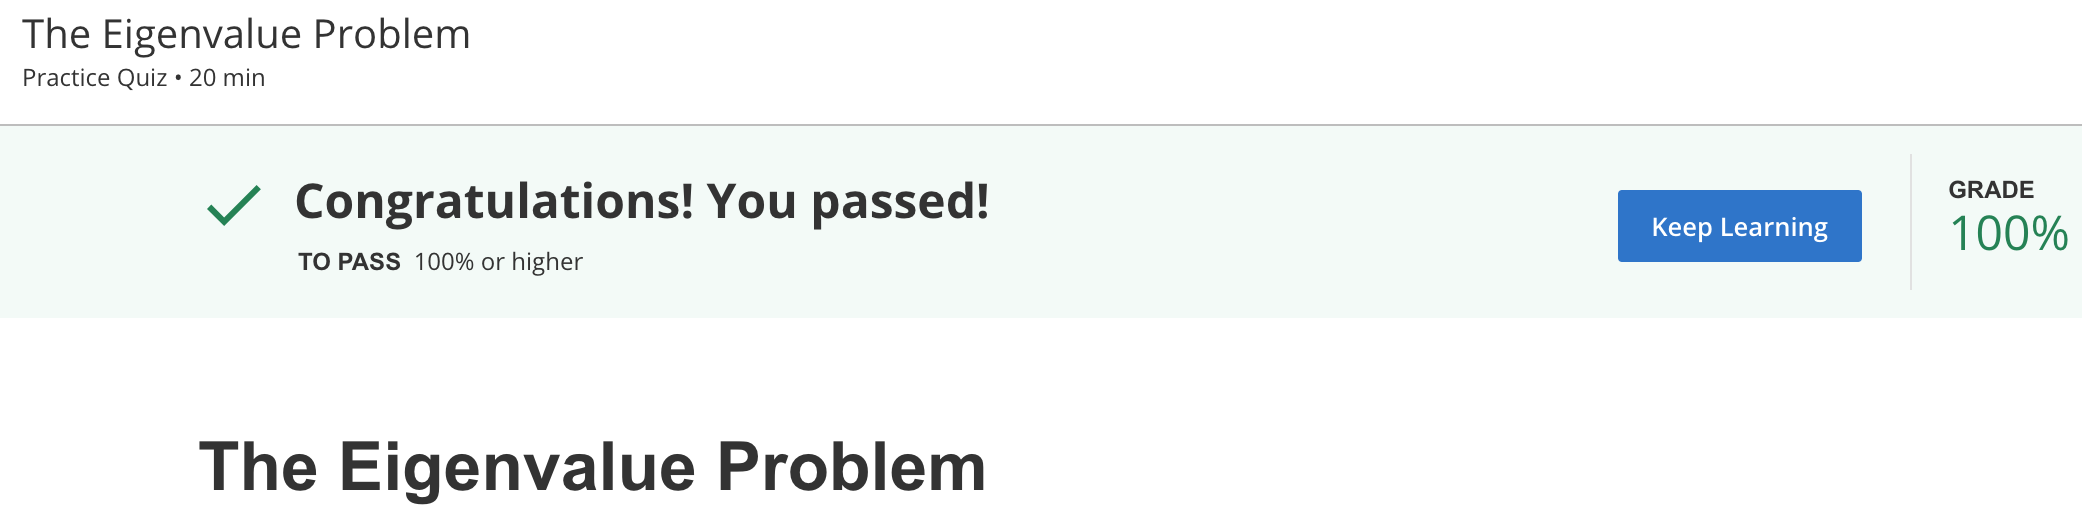 The Eigenvalue Problem
Practice Quiz • 20 min
Congratulations! You passed!
TO PASS 100% or higher
Keep Learning
GRADE
100%
The Eigenvalue Problem